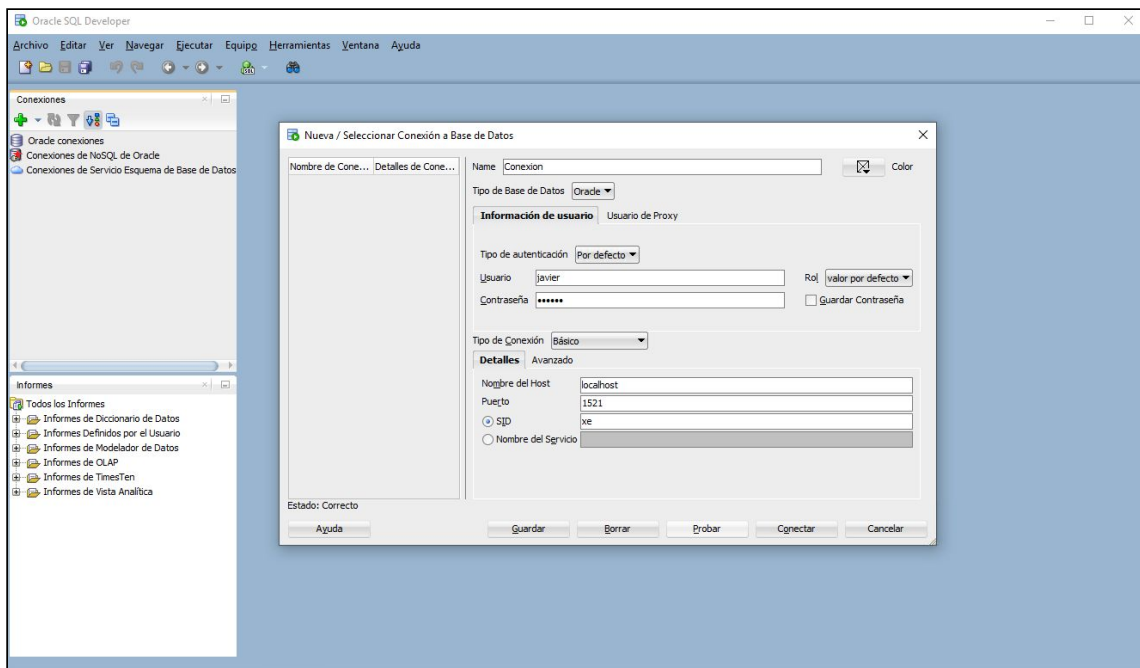 Oracle SQL Developer
Archivo Editar Ver Navegar Ejecutar Equipo Herramientas Ventana Ayuda
Conexiones
Oracle conexiones
Conexiones de NoSQL de Oracle
Conexiones de Servicio Esquema de Base de Datos
Informes
Todos los Informes
Informes de Diccionario de Datos
Informes Definidos por el Usuario
Informes de Modelador de Datos
Informes de OLAP
Informes de TimesTen
Informes de Vista Analítica
Nueva / Seleccionar Conexión a Base de Datos
Nombre de Cone... Detalles de Cone...
Name Conexion Color
Tipo de Base de Datos Oracle
Información de usuario Usuario de Proxy
Tipo de autenticación Por defecto
Usuario javier Rol valor por defecto
Contraseña •••••• Guardar Contraseña
Tipo de Conexión Básico
Detalles Avanzado
Nombre del Host localhost
Puerto 1521
SID xe
Nombre del Servicio
Estado: Correcto
Ayuda Guardar Borrar Probar Conectar Cancelar